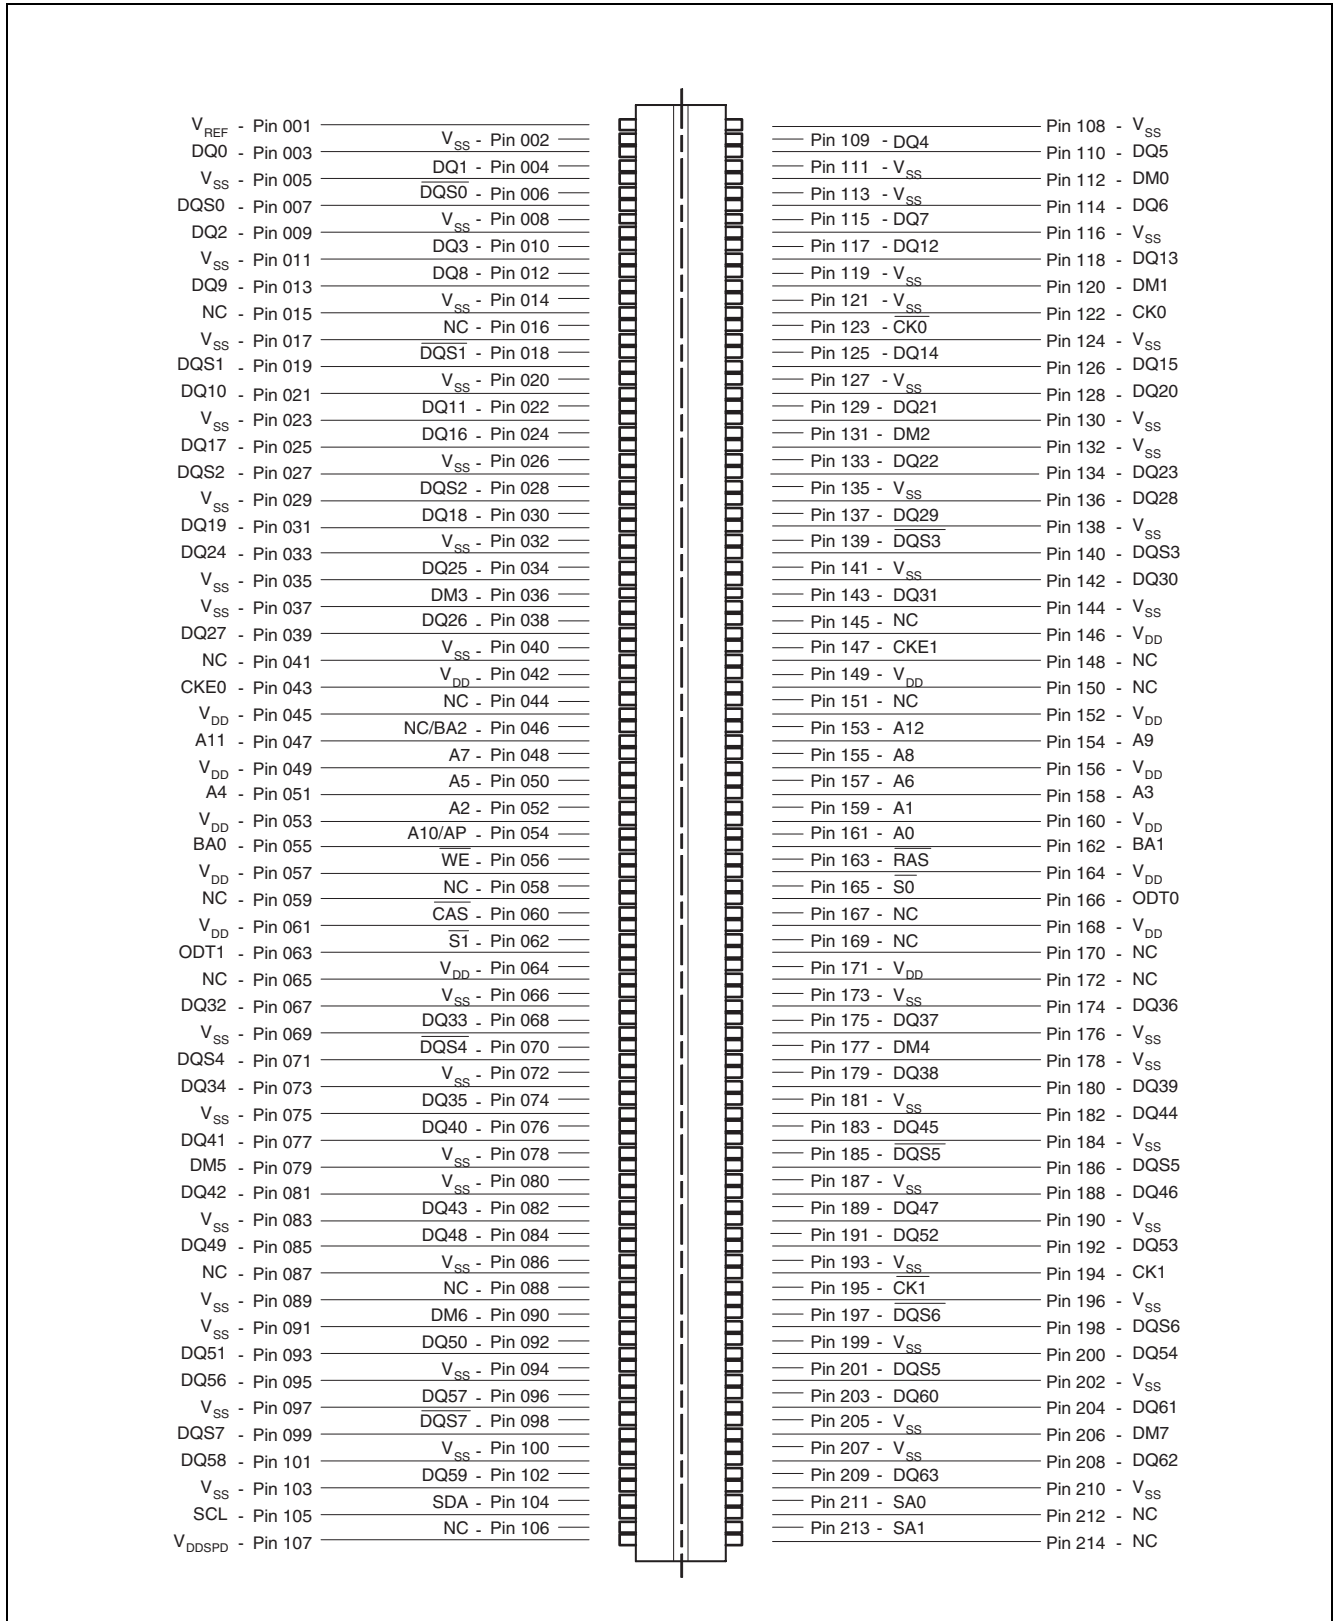 VREF - Pin 001
VSS - Pin 002
DQ0 - Pin 003
DQ1 - Pin 004
VSS - Pin 005
D̅Q̅S̅0̅ - Pin 006
DQS0 - Pin 007
VSS - Pin 008
DQ2 - Pin 009
DQ3 - Pin 010
VSS - Pin 011
DQ8 - Pin 012
DQ9 - Pin 013
VSS - Pin 014
NC - Pin 015
NC - Pin 016
VSS - Pin 017
D̅Q̅S̅1̅ - Pin 018
DQS1 - Pin 019
VSS - Pin 020
DQ10 - Pin 021
DQ11 - Pin 022
VSS - Pin 023
DQ16 - Pin 024
DQ17 - Pin 025
VSS - Pin 026
DQS2 - Pin 027
DQS2 - Pin 028
VSS - Pin 029
DQ18 - Pin 030
DQ19 - Pin 031
VSS - Pin 032
DQ24 - Pin 033
DQ25 - Pin 034
VSS - Pin 035
DM3 - Pin 036
VSS - Pin 037
DQ26 - Pin 038
DQ27 - Pin 039
VSS - Pin 040
NC - Pin 041
VDD - Pin 042
CKE0 - Pin 043
NC - Pin 044
VDD - Pin 045
NC/BA2 - Pin 046
A11 - Pin 047
A7 - Pin 048
VDD - Pin 049
A5 - Pin 050
A4 - Pin 051
A2 - Pin 052
VDD - Pin 053
A10/AP - Pin 054
BA0 - Pin 055
W̅E̅ - Pin 056
VDD - Pin 057
NC - Pin 058
NC - Pin 059
C̅A̅S̅ - Pin 060
VDD - Pin 061
S̅1̅ - Pin 062
ODT1 - Pin 063
VDD - Pin 064
NC - Pin 065
VSS - Pin 066
DQ32 - Pin 067
DQ33 - Pin 068
VSS - Pin 069
D̅Q̅S̅4̅ - Pin 070
DQS4 - Pin 071
VSS - Pin 072
DQ34 - Pin 073
DQ35 - Pin 074
VSS - Pin 075
DQ40 - Pin 076
DQ41 - Pin 077
VSS - Pin 078
DM5 - Pin 079
VSS - Pin 080
DQ42 - Pin 081
DQ43 - Pin 082
VSS - Pin 083
DQ48 - Pin 084
DQ49 - Pin 085
VSS - Pin 086
NC - Pin 087
NC - Pin 088
VSS - Pin 089
DM6 - Pin 090
VSS - Pin 091
DQ50 - Pin 092
DQ51 - Pin 093
VSS - Pin 094
DQ56 - Pin 095
DQ57 - Pin 096
VSS - Pin 097
D̅Q̅S̅7̅ - Pin 098
DQS7 - Pin 099
VSS - Pin 100
DQ58 - Pin 101
DQ59 - Pin 102
VSS - Pin 103
SDA - Pin 104
SCL - Pin 105
NC - Pin 106
VDDSPD - Pin 107
Pin 108 - VSS
Pin 109 - DQ4
Pin 110 - DQ5
Pin 111 - VSS
Pin 112 - DM0
Pin 113 - VSS
Pin 114 - DQ6
Pin 115 - DQ7
Pin 116 - VSS
Pin 117 - DQ12
Pin 118 - DQ13
Pin 119 - VSS
Pin 120 - DM1
Pin 121 - VSS
Pin 122 - CK0
Pin 123 - C̅K̅0̅
Pin 124 - VSS
Pin 125 - DQ14
Pin 126 - DQ15
Pin 127 - VSS
Pin 128 - DQ20
Pin 129 - DQ21
Pin 130 - VSS
Pin 131 - DM2
Pin 132 - VSS
Pin 133 - DQ22
Pin 134 - DQ23
Pin 135 - VSS
Pin 136 - DQ28
Pin 137 - DQ29
Pin 138 - VSS
Pin 139 - D̅Q̅S̅3̅
Pin 140 - DQS3
Pin 141 - VSS
Pin 142 - DQ30
Pin 143 - DQ31
Pin 144 - VSS
Pin 145 - NC
Pin 146 - VDD
Pin 147 - CKE1
Pin 148 - NC
Pin 149 - VDD
Pin 150 - NC
Pin 151 - NC
Pin 152 - VDD
Pin 153 - A12
Pin 154 - A9
Pin 155 - A8
Pin 156 - VDD
Pin 157 - A6
Pin 158 - A3
Pin 159 - A1
Pin 160 - VDD
Pin 161 - A0
Pin 162 - BA1
Pin 163 - R̅A̅S̅
Pin 164 - VDD
Pin 165 - S̅0̅
Pin 166 - ODT0
Pin 167 - NC
Pin 168 - VDD
Pin 169 - NC
Pin 170 - NC
Pin 171 - VDD
Pin 172 - NC
Pin 173 - VSS
Pin 174 - DQ36
Pin 175 - DQ37
Pin 176 - VSS
Pin 177 - DM4
Pin 178 - VSS
Pin 179 - DQ38
Pin 180 - DQ39
Pin 181 - VSS
Pin 182 - DQ44
Pin 183 - DQ45
Pin 184 - VSS
Pin 185 - D̅Q̅S̅5̅
Pin 186 - DQS5
Pin 187 - VSS
Pin 188 - DQ46
Pin 189 - DQ47
Pin 190 - VSS
Pin 191 - DQ52
Pin 192 - DQ53
Pin 193 - VSS
Pin 194 - CK1
Pin 195 - C̅K̅1̅
Pin 196 - VSS
Pin 197 - D̅Q̅S̅6̅
Pin 198 - DQS6
Pin 199 - VSS
Pin 200 - DQ54
Pin 201 - DQS5
Pin 202 - VSS
Pin 203 - DQ60
Pin 204 - DQ61
Pin 205 - VSS
Pin 206 - DM7
Pin 207 - VSS
Pin 208 - DQ62
Pin 209 - DQ63
Pin 210 - VSS
Pin 211 - SA0
Pin 212 - NC
Pin 213 - SA1
Pin 214 - NC